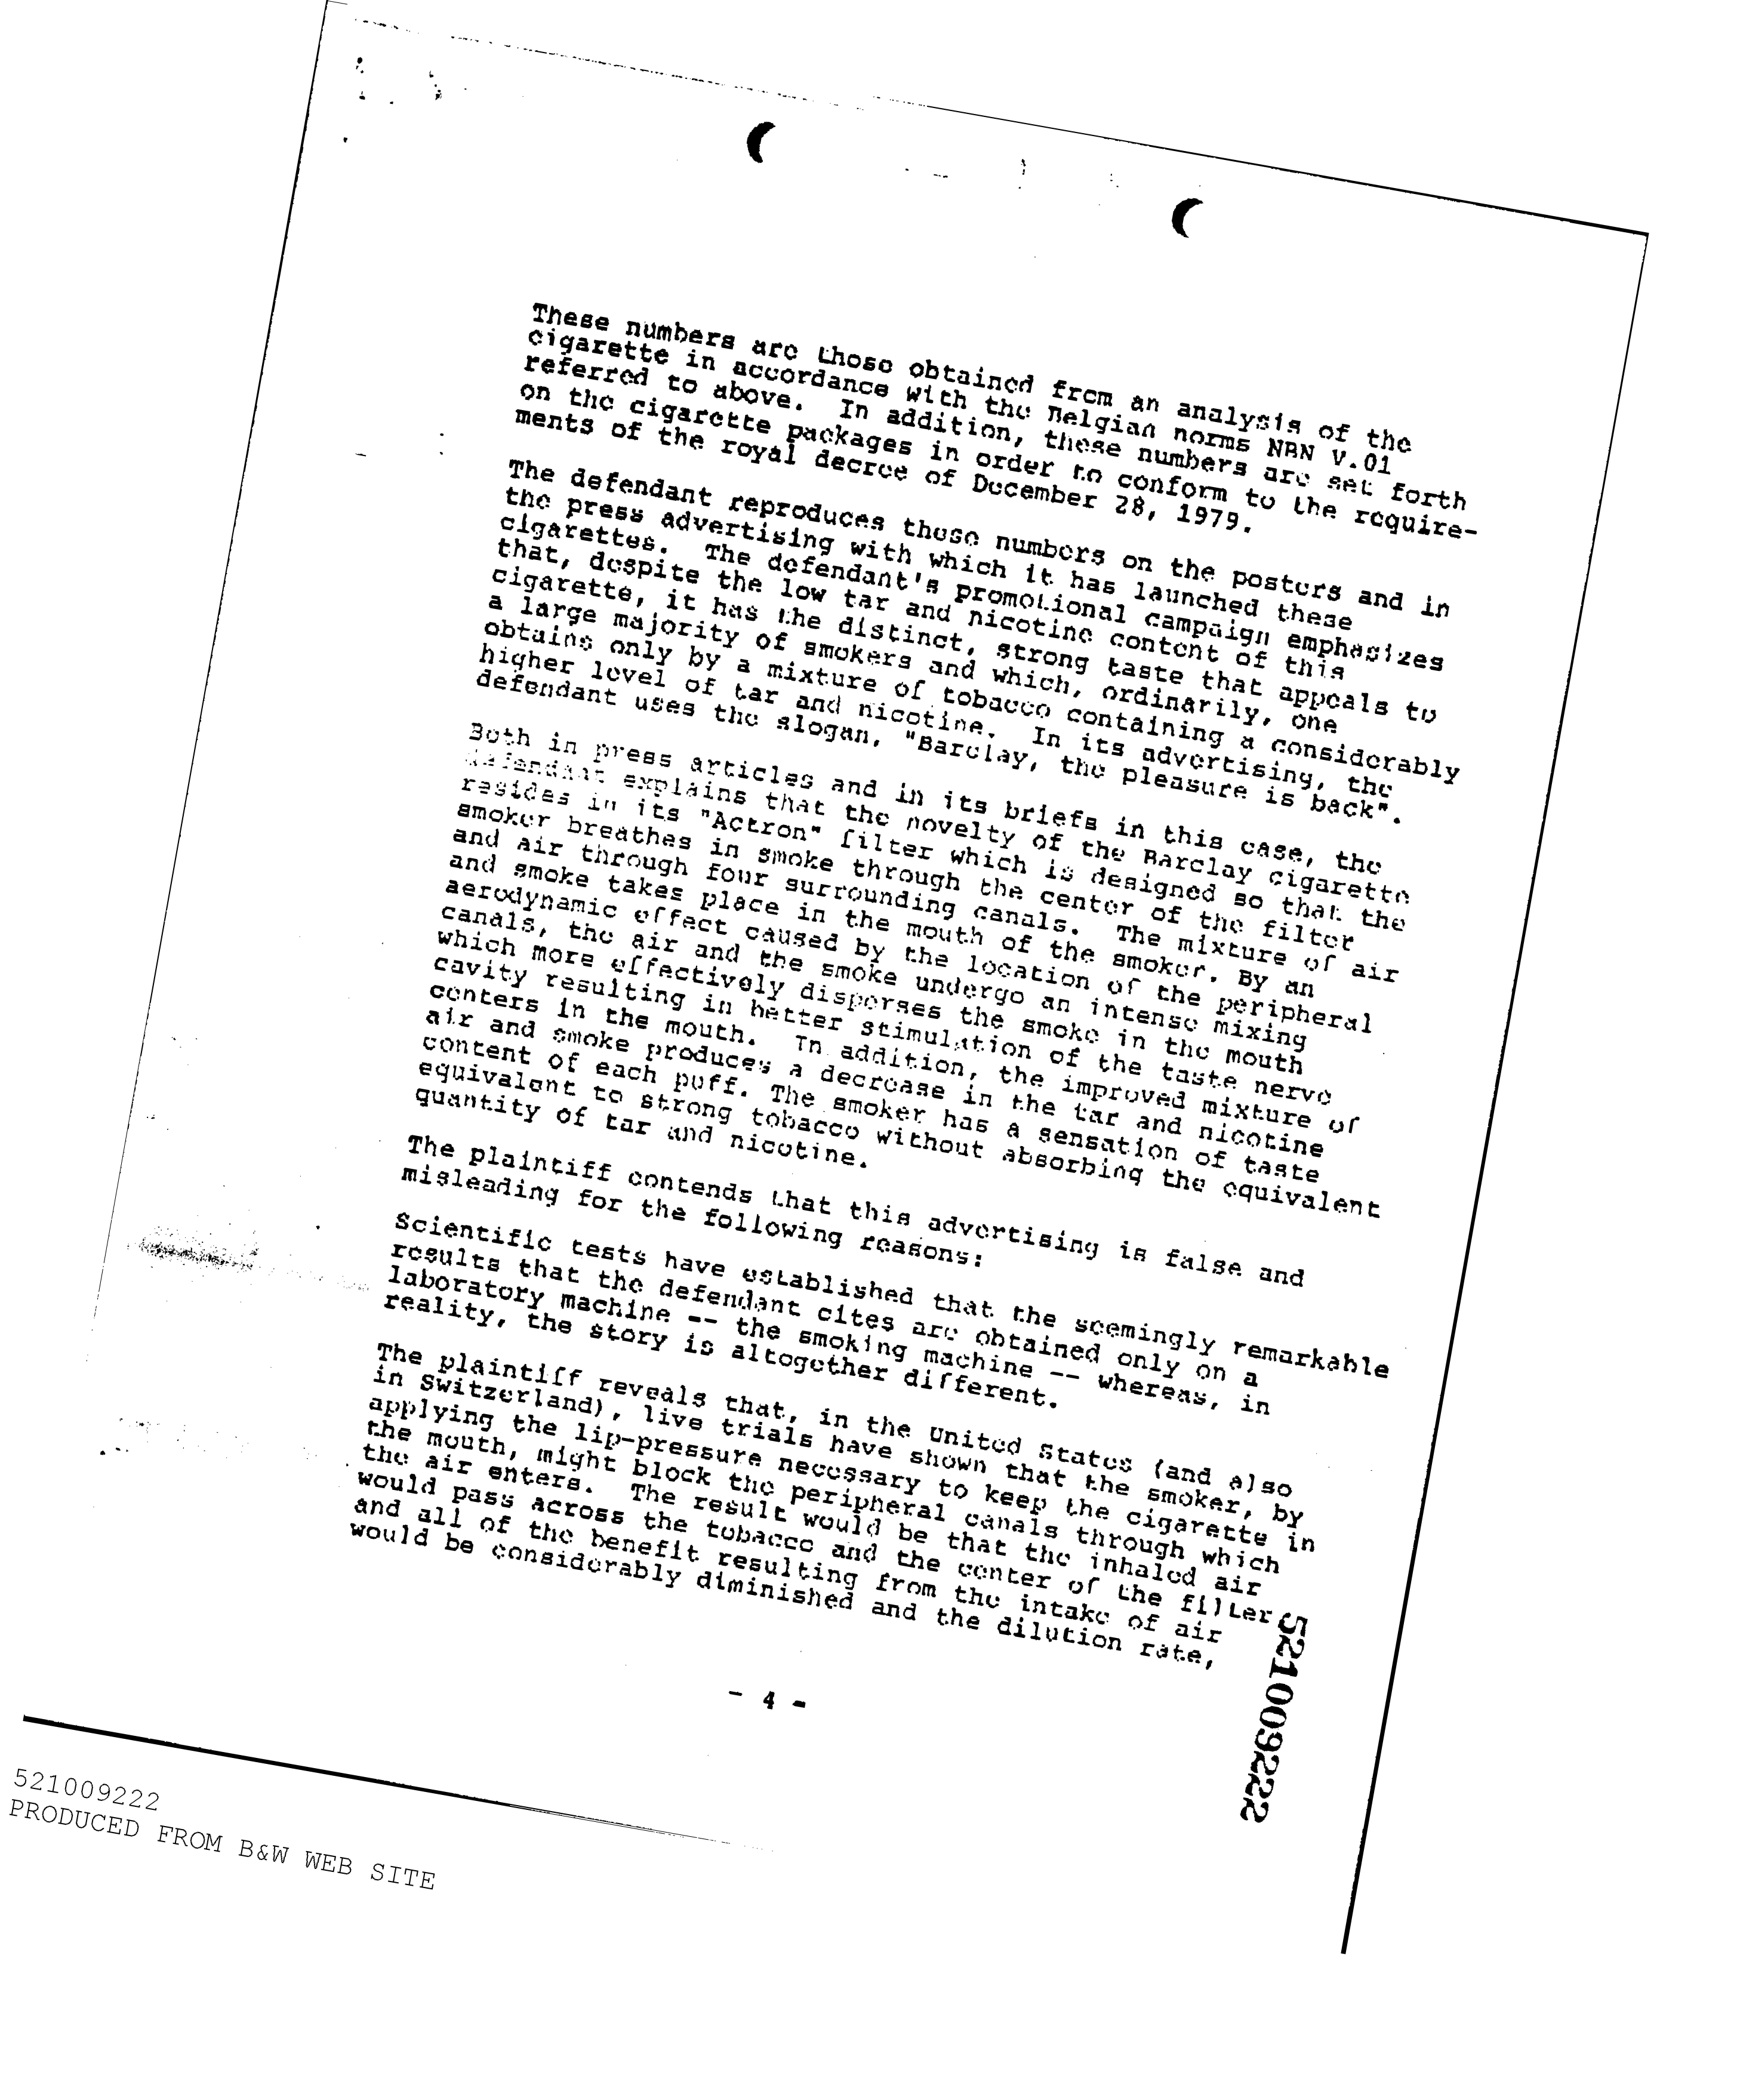 These numbers are those obtained from an analysis of the
cigarette in accordance with the Belgian norms NBN V.01
referred to above. In addition, these numbers are set forth
on the cigarette packages in order to conform to the require-
ments of the royal decree of December 28, 1979.
The defendant reproduces those numbers on the posters and in
the press advertising with which it has launched these
cigarettes. The defendant's promotional campaign emphasizes
that, despite the low tar and nicotine content of this
cigarette, it has the distinct, strong taste that appeals to
a large majority of smokers and which, ordinarily, one
obtains only by a mixture of tobacco containing a considerably
higher level of tar and nicotine. In its advertising, the
defendant uses the slogan, "Barclay, the pleasure is back".
Both in press articles and in its briefs in this case, the
defendant explains that the novelty of the Barclay cigarette
resides in its "Actron" filter which is designed so that the
smoker breathes in smoke through the center of the filter
and air through four surrounding canals. The mixture of air
and smoke takes place in the mouth of the smoker. By an
aerodynamic effect caused by the location of the peripheral
canals, the air and the smoke undergo an intense mixing
which more effectively disperses the smoke in the mouth
cavity resulting in better stimulation of the taste nerve
centers in the mouth. In addition, the improved mixture of
air and smoke produces a decrease in the tar and nicotine
content of each puff. The smoker has a sensation of taste
equivalent to strong tobacco without absorbing the equivalent
quantity of tar and nicotine.
The plaintiff contends that this advertising is false and
misleading for the following reasons:
Scientific tests have established that the seemingly remarkable
results that the defendant cites are obtained only on a
laboratory machine -- the smoking machine -- whereas, in
reality, the story is altogether different.
The plaintiff reveals that, in the United States (and also
in Switzerland), live trials have shown that the smoker, by
applying the lip-pressure necessary to keep the cigarette in
the mouth, might block the peripheral canals through which
the air enters. The result would be that the inhaled air
would pass across the tobacco and the center of the filter
and all of the benefit resulting from the intake of air
would be considerably diminished and the dilution rate,
- 4 -
521009222
521009222
PRODUCED FROM B&W WEB SITE